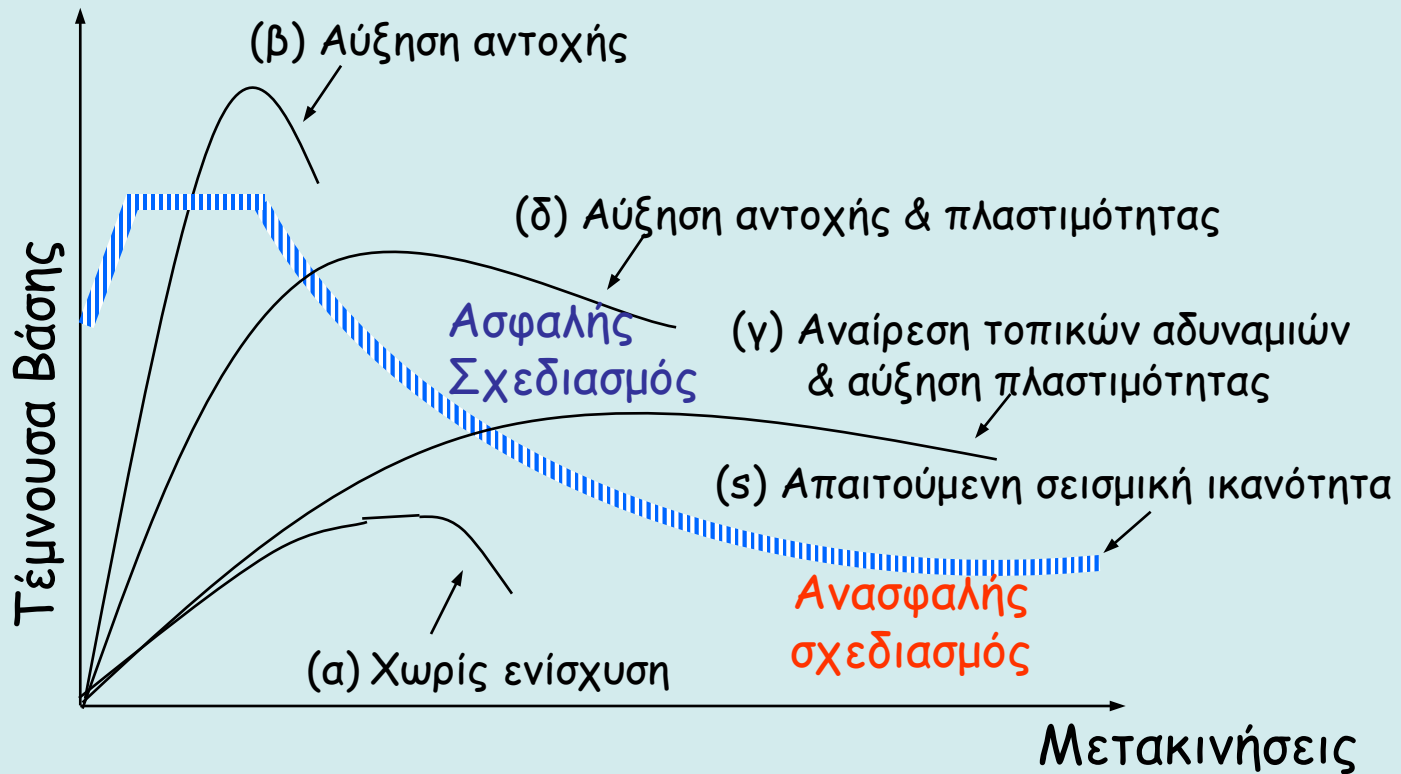 (β) Αύξηση αντοχής
(δ) Αύξηση αντοχής & πλαστιμότητας
Τέμνουσα Βάσης
Ασφαλής
Σχεδιασμός
(γ) Αναίρεση τοπικών αδυναμιών
& αύξηση πλαστιμότητας
(s) Απαιτούμενη σεισμική ικανότητα
Ανασφαλής
σχεδιασμός
(α) Χωρίς ενίσχυση
Μετακινήσεις